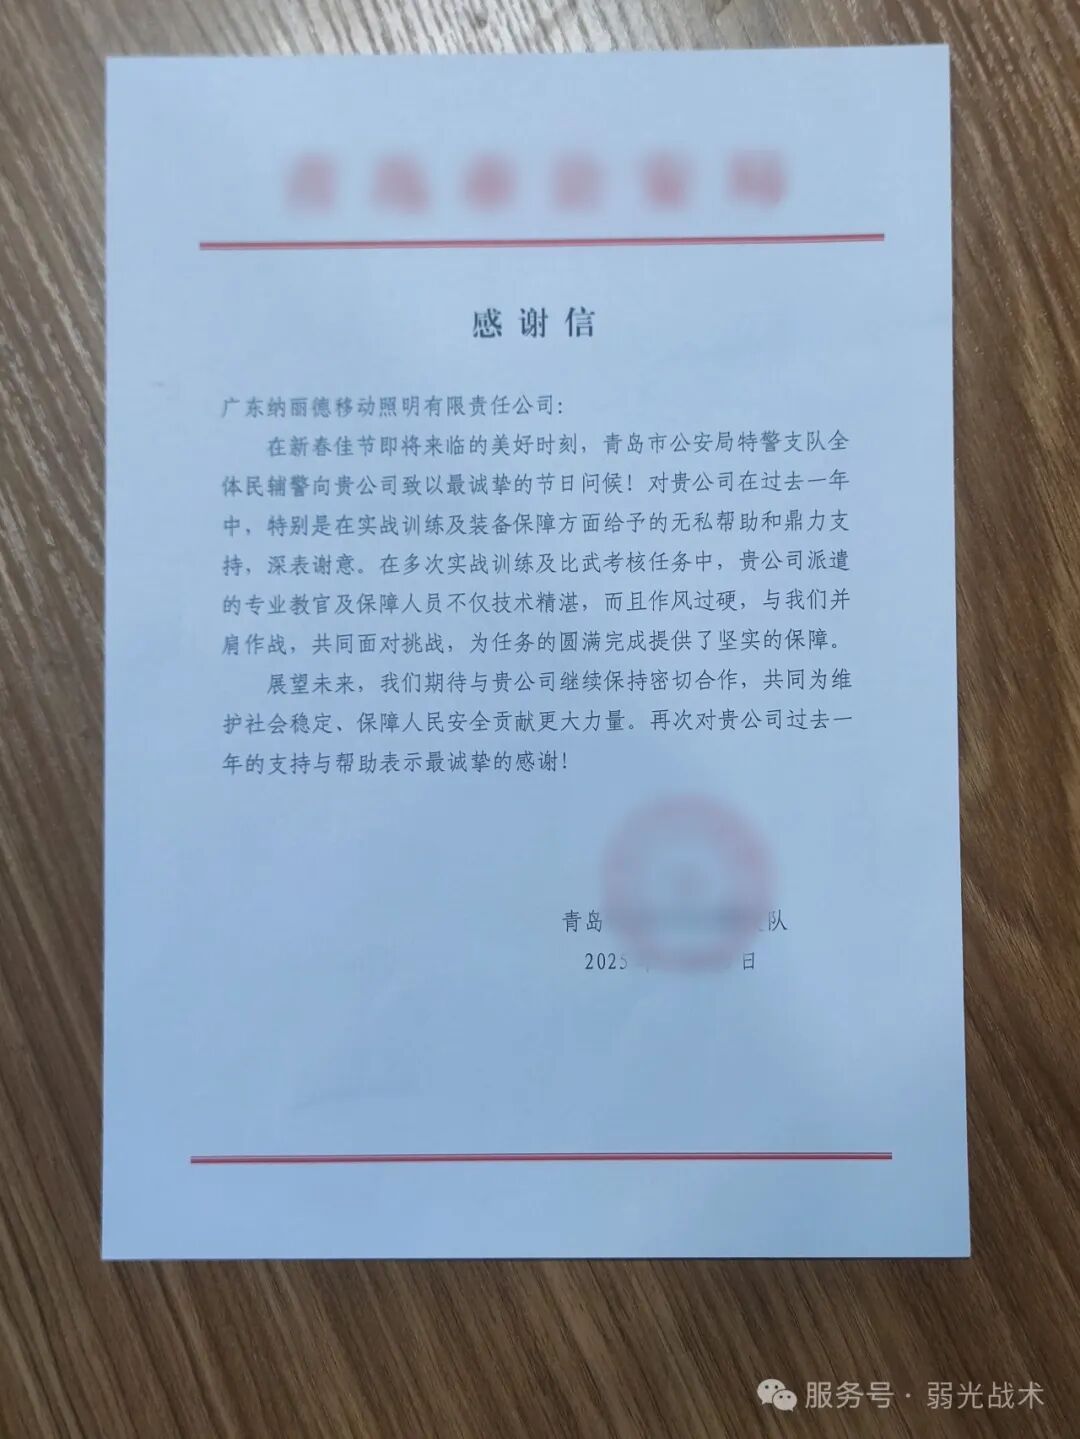 感谢信
广东纳丽德移动照明有限责任公司：
在新春佳节即将来临的美好时刻，青岛市公安局特警支队全
体民辅警向贵公司致以最诚挚的节日问候！对贵公司在过去一年
中，特别是在实战训练及装备保障方面给予的无私帮助和鼎力支
持，深表谢意。在多次实战训练及比武考核任务中，贵公司派遣
的专业教官及保障人员不仅技术精湛，而且作风过硬，与我们并
肩作战，共同面对挑战，为任务的圆满完成提供了坚实的保障。
展望未来，我们期待与贵公司继续保持密切合作，共同为维
护社会稳定、保障人民安全贡献更大力量。再次对贵公司过去一
年的支持与帮助表示最诚挚的感谢！
青岛 队
2025 日
服务号·弱光战术